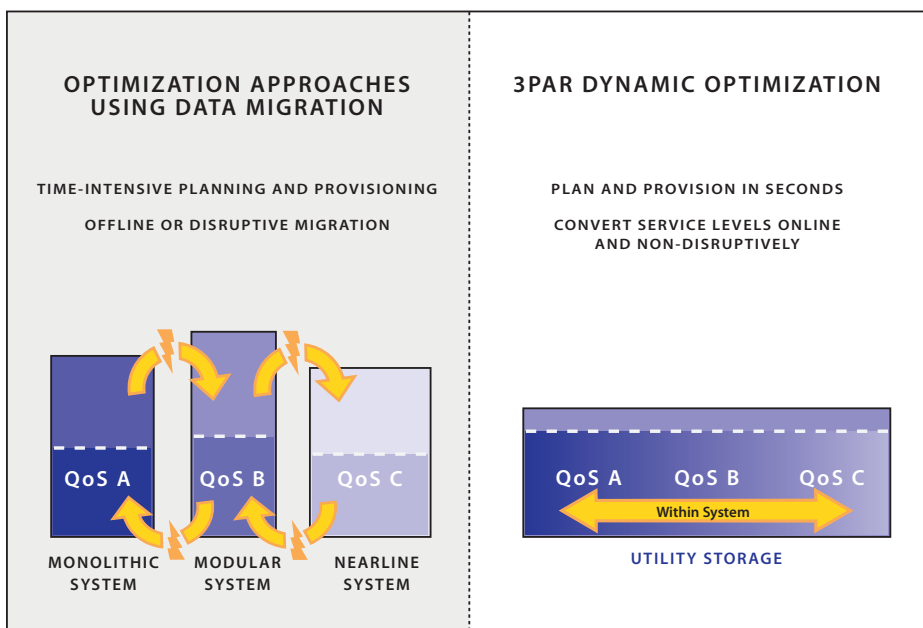 OPTIMIZATION APPROACHES
USING DATA MIGRATION
TIME-INTENSIVE PLANNING AND PROVISIONING
OFFLINE OR DISRUPTIVE MIGRATION
QoS A
QoS B
QoS C
MONOLITHIC
SYSTEM
MODULAR
SYSTEM
NEARLINE
SYSTEM
3PAR DYNAMIC OPTIMIZATION
PLAN AND PROVISION IN SECONDS
CONVERT SERVICE LEVELS ONLINE
AND NON-DISRUPTIVELY
QoS A
QoS B
QoS C
Within System
UTILITY STORAGE